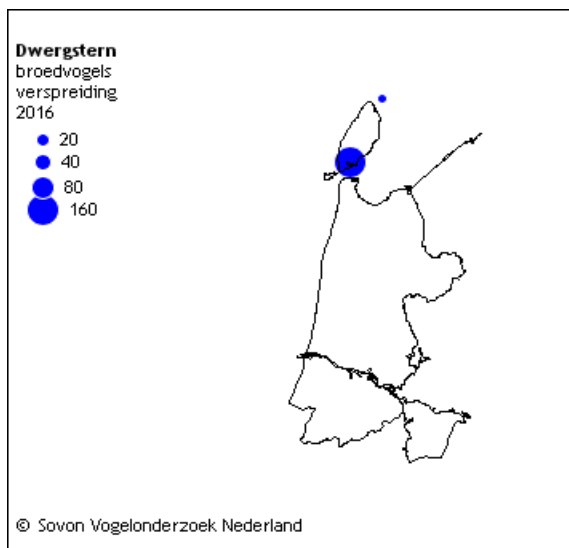 Dwergstern
broedvogels
verspreiding
2016
20
40
80
160
© Sovon Vogelonderzoek Nederland